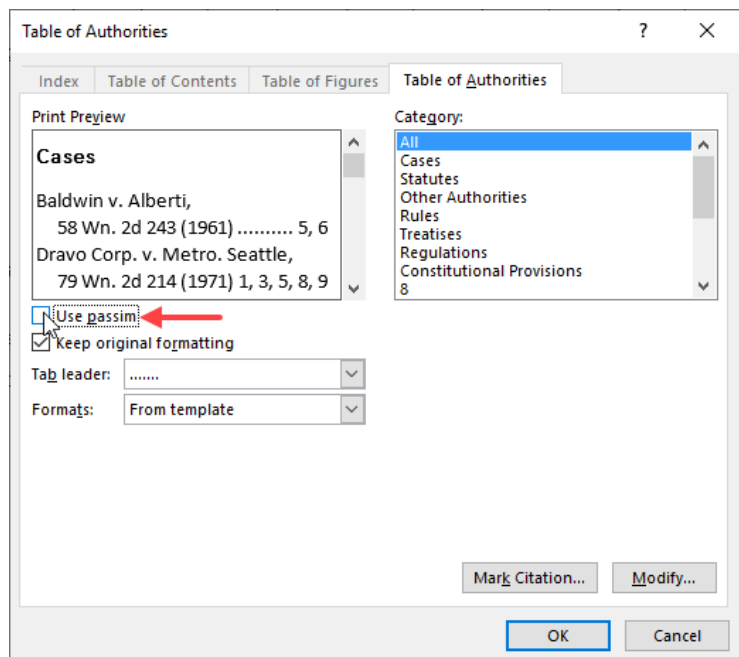 Table of Authorities ?
Index Table of Contents Table of Figures Table of Authorities
Print Preview
Cases
Baldwin v. Alberti,
58 Wn. 2d 243 (1961) .......... 5, 6
Dravo Corp. v. Metro. Seattle,
79 Wn. 2d 214 (1971) 1, 3, 5, 8, 9
Category:
All
Cases
Statutes
Other Authorities
Rules
Treatises
Regulations
Constitutional Provisions
8
Use passim
Keep original formatting
Tab leader: .......
Formats: From template
Mark Citation... Modify...
OK Cancel